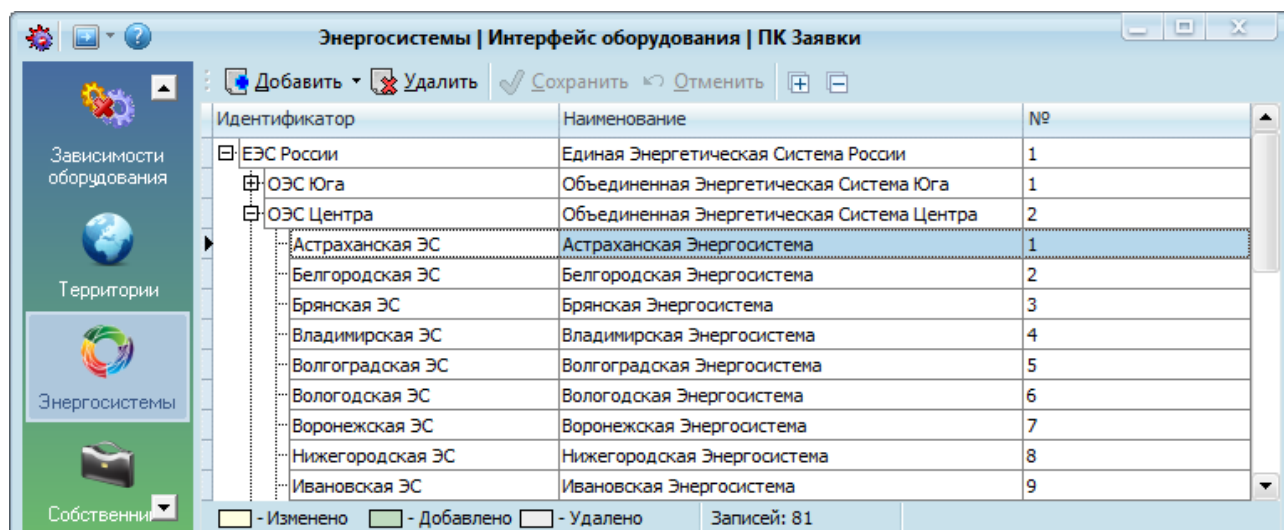 Энергосистемы | Интерфейс оборудования | ПК Заявки
Добавить Удалить Сохранить Отменить
Зависимости оборудования
Территории
Энергосистемы
Идентификатор Наименование №
ЕЭС России Единая Энергетическая Система России 1
ОЭС Юга Объединенная Энергетическая Система Юга 1
ОЭС Центра Объединенная Энергетическая Система Центра 2
Астраханская ЭС Астраханская Энергосистема 1
Белгородская ЭС Белгородская Энергосистема 2
Брянская ЭС Брянская Энергосистема 3
Владимирская ЭС Владимирская Энергосистема 4
Волгоградская ЭС Волгоградская Энергосистема 5
Вологодская ЭС Вологодская Энергосистема 6
Воронежская ЭС Воронежская Энергосистема 7
Нижегородская ЭС Нижегородская Энергосистема 8
Ивановская ЭС Ивановская Энергосистема 9
- Изменено - Добавлено - Удалено Записей: 81